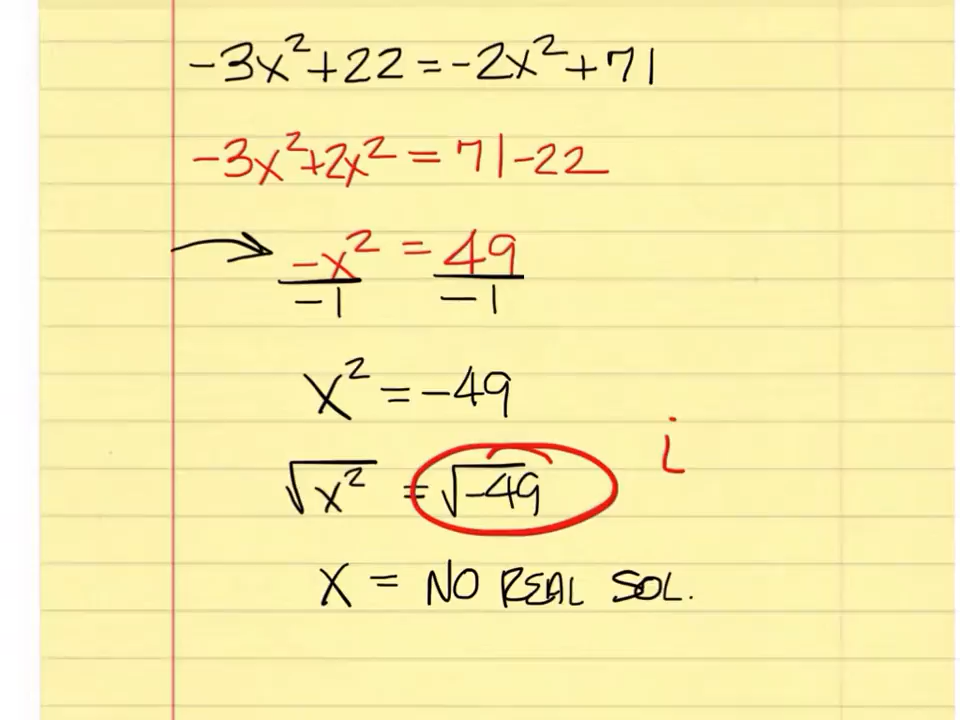 -3x²+22=-2x²+71
-3x²+2x² = 71-22
-x² = 49
-1 -1
x² = -49
i
√x² = √-49
X = NO REAL SOL.